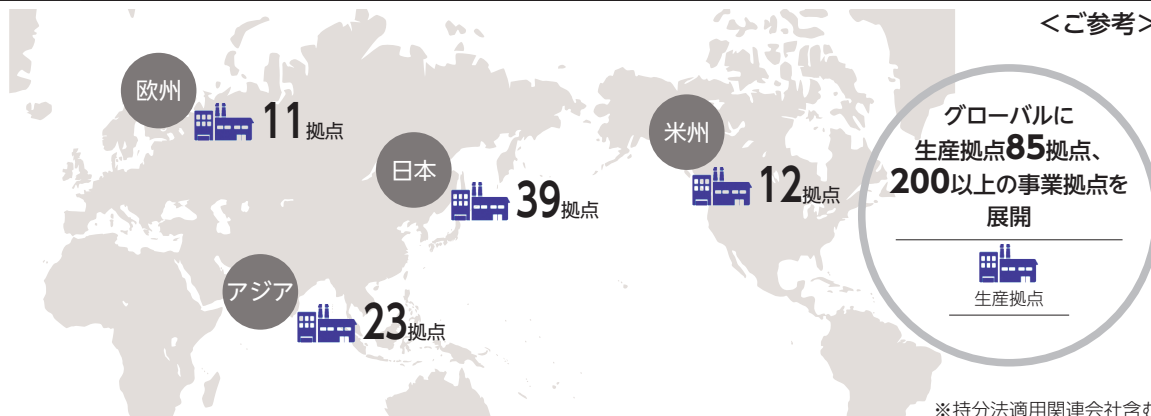 <ご参考>
欧州
11拠点
日本
39拠点
アジア
23拠点
米州
12拠点
グローバルに
生産拠点85拠点、
200以上の事業拠点を
展開
生産拠点
※持分法適用関連会社含む